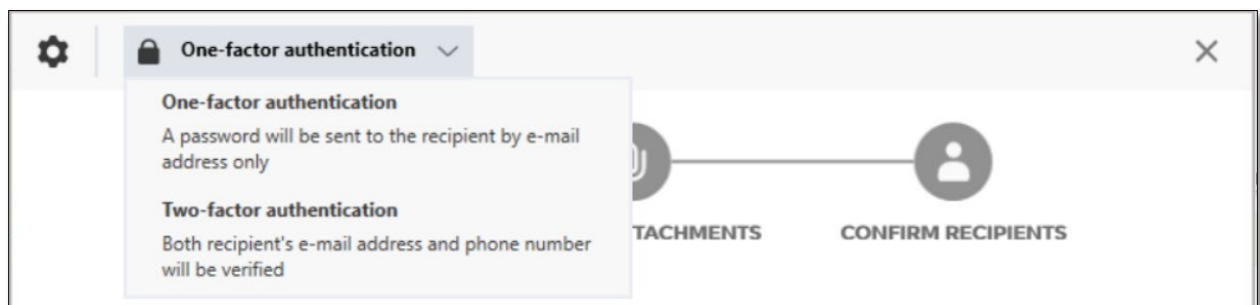 One-factor authentication
One-factor authentication
A password will be sent to the recipient by e-mail
address only
Two-factor authentication
Both recipient's e-mail address and phone number
will be verified
TACHMENTS
CONFIRM RECIPIENTS